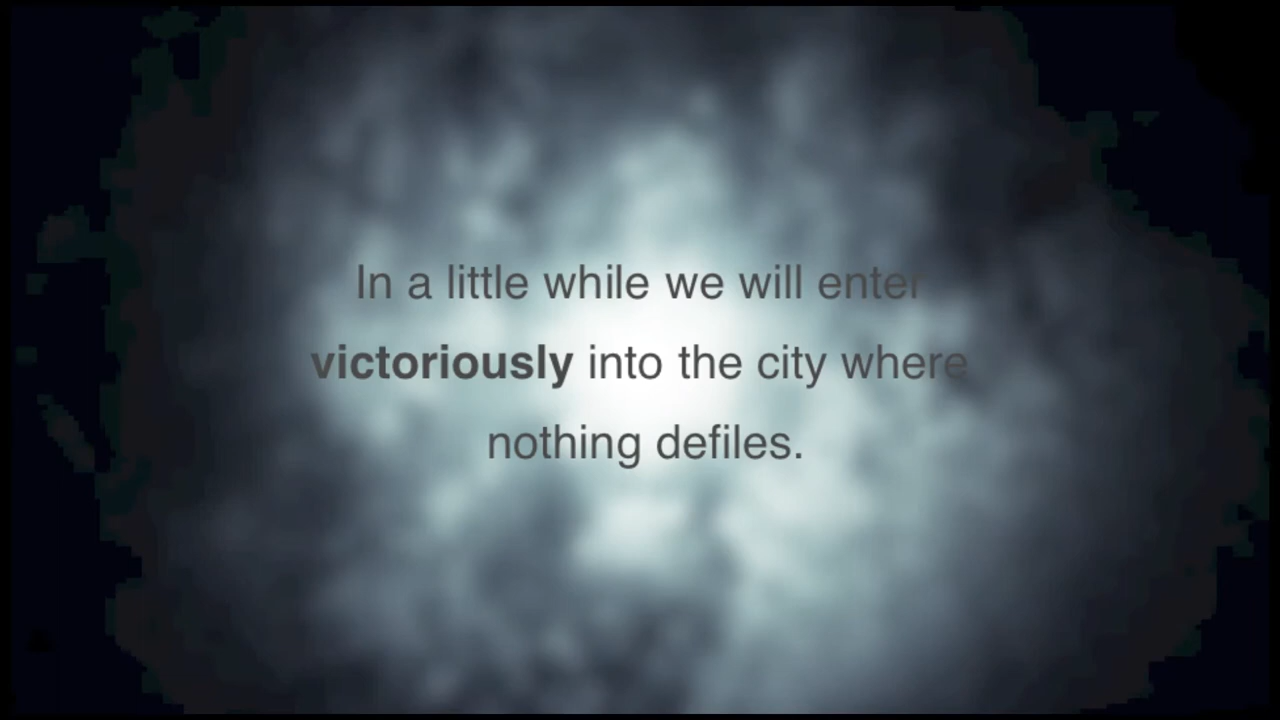 In a little while we will enter
victoriously into the city where
nothing defiles.